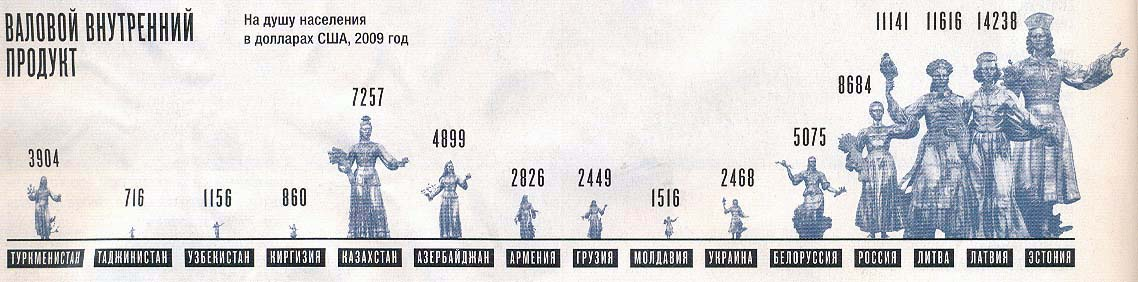 ВАЛОВОЙ ВНУТРЕННИЙ
ПРОДУКТ
На душу населения
в долларах США, 2009 год
3904
716
1156
860
7257
4899
2826
2449
1516
2468
5075
8684
11141
11616
14238
ТУРКМЕНИСТАН
ТАДЖИКИСТАН
УЗБЕКИСТАН
КИРГИЗИЯ
КАЗАХСТАН
АЗЕРБАЙДЖАН
АРМЕНИЯ
ГРУЗИЯ
МОЛДАВИЯ
УКРАИНА
БЕЛОРУССИЯ
РОССИЯ
ЛИТВА
ЛАТВИЯ
ЭСТОНИЯ